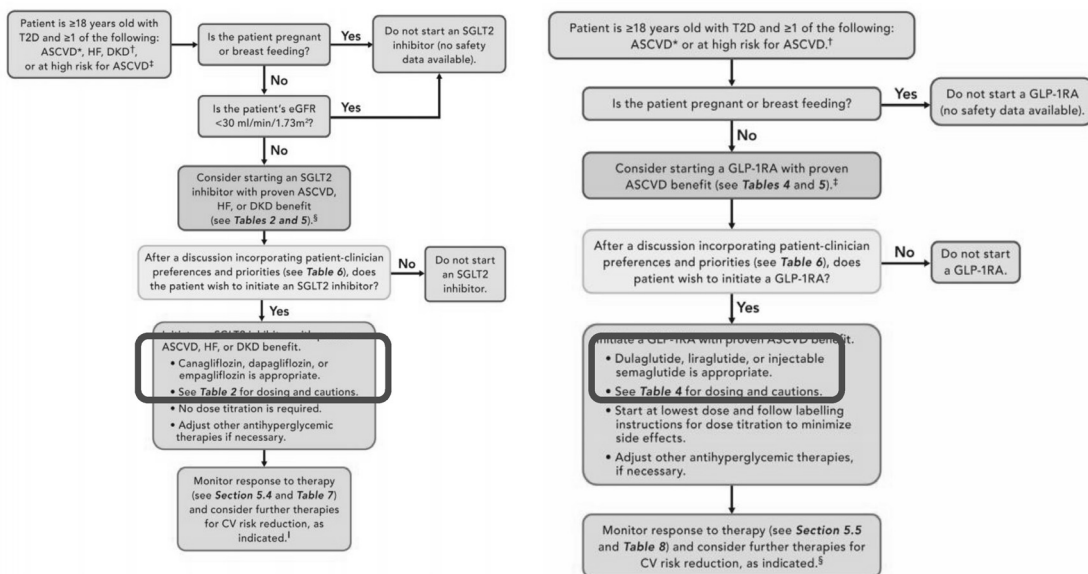 Patient is ≥18 years old with
T2D and ≥1 of the following:
ASCVD*, HF, DKD†,
or at high risk for ASCVD‡
Is the patient pregnant
or breast feeding?
Yes
Do not start an SGLT2
inhibitor (no safety
data available).
No
Is the patient's eGFR
<30 ml/min/1.73m²?
Yes
No
Consider starting an SGLT2
inhibitor with proven ASCVD,
HF, or DKD benefit
(see Tables 2 and 5).§
After a discussion incorporating patient-clinician
preferences and priorities (see Table 6), does
the patient wish to initiate an SGLT2 inhibitor?
No
Do not start
an SGLT2
inhibitor.
Yes
ASCVD, HF, or DKD benefit.
• Canagliflozin, dapagliflozin, or
empagliflozin is appropriate.
• See Table 2 for dosing and cautions.
• No dose titration is required.
• Adjust other antihyperglycemic
therapies if necessary.
Monitor response to therapy
(see Section 5.4 and Table 7)
and consider further therapies
for CV risk reduction, as
indicated.
Patient is ≥18 years old with T2D and ≥1 of the following:
ASCVD* or at high risk for ASCVD.†
Is the patient pregnant or breast feeding?
Yes
Do not start a GLP-1RA
(no safety data available).
No
Consider starting a GLP-1RA with proven
ASCVD benefit (see Tables 4 and 5).‡
After a discussion incorporating patient-clinician
preferences and priorities (see Table 6), does
patient wish to initiate a GLP-1RA?
No
Do not start
a GLP-1RA.
Yes
Initiate a GLP-1RA with proven ASCVD benefit.
• Dulaglutide, liraglutide, or injectable
semaglutide is appropriate.
• See Table 4 for dosing and cautions.
• Start at lowest dose and follow labelling
instructions for dose titration to minimize
side effects.
• Adjust other antihyperglycemic therapies,
if necessary.
Monitor response to therapy (see Section 5.5
and Table 8) and consider further therapies for
CV risk reduction, as indicated.§